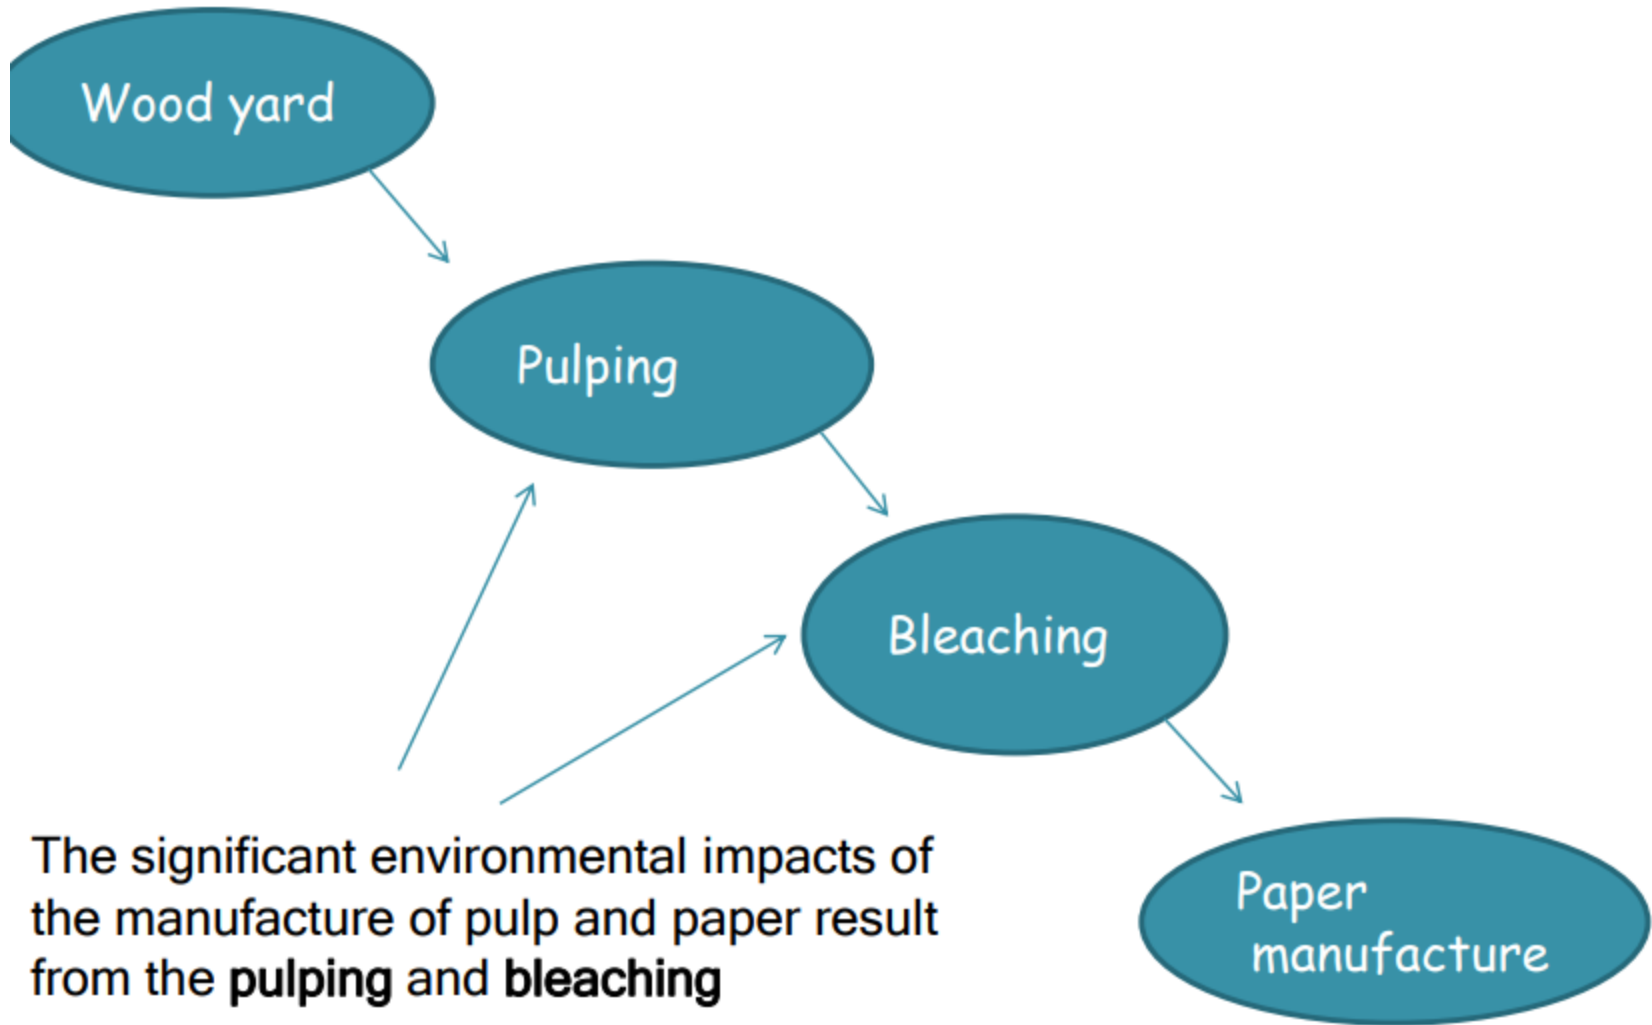 Wood yard
Pulping
Bleaching
Paper
manufacture
The significant environmental impacts of
the manufacture of pulp and paper result
from the pulping and bleaching